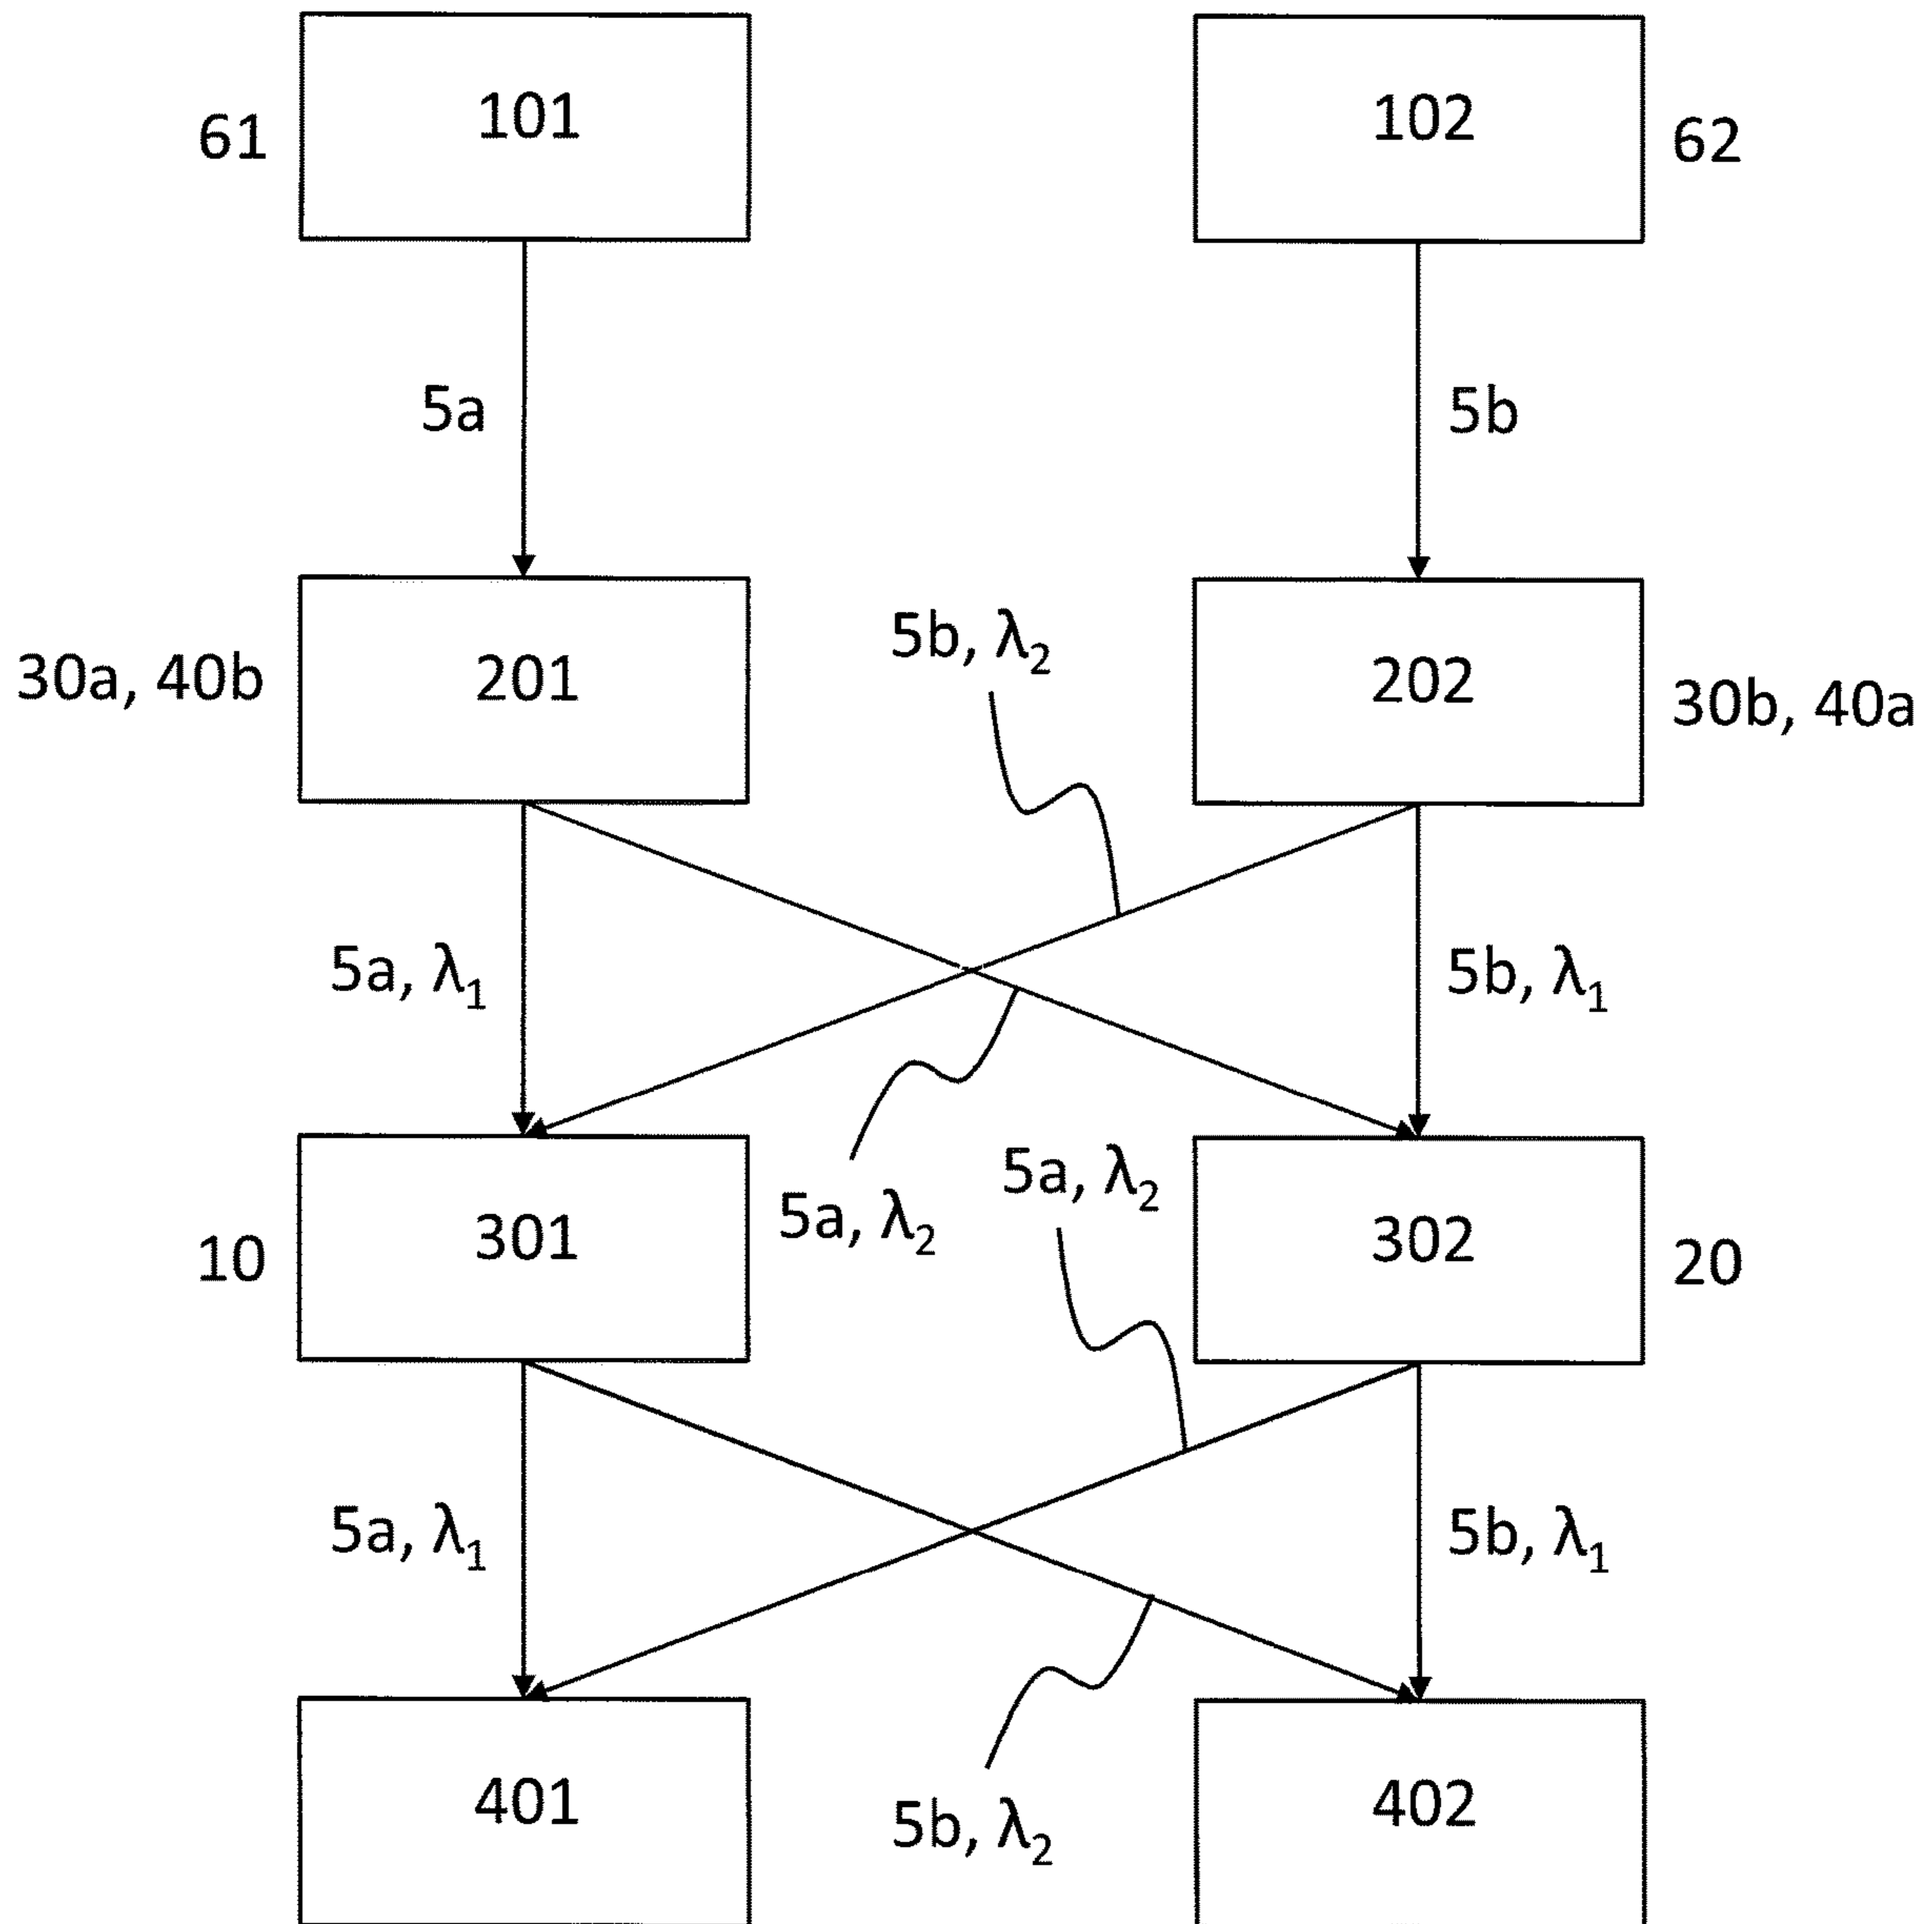 101
102
61
62
5a
5b
5b, λ₂
30a, 40b
201
202
30b, 40a
5a, λ₁
5b, λ₁
5a, λ₂
5a, λ₂
10
301
302
20
5a, λ₁
5b, λ₁
401
402
5b, λ₂